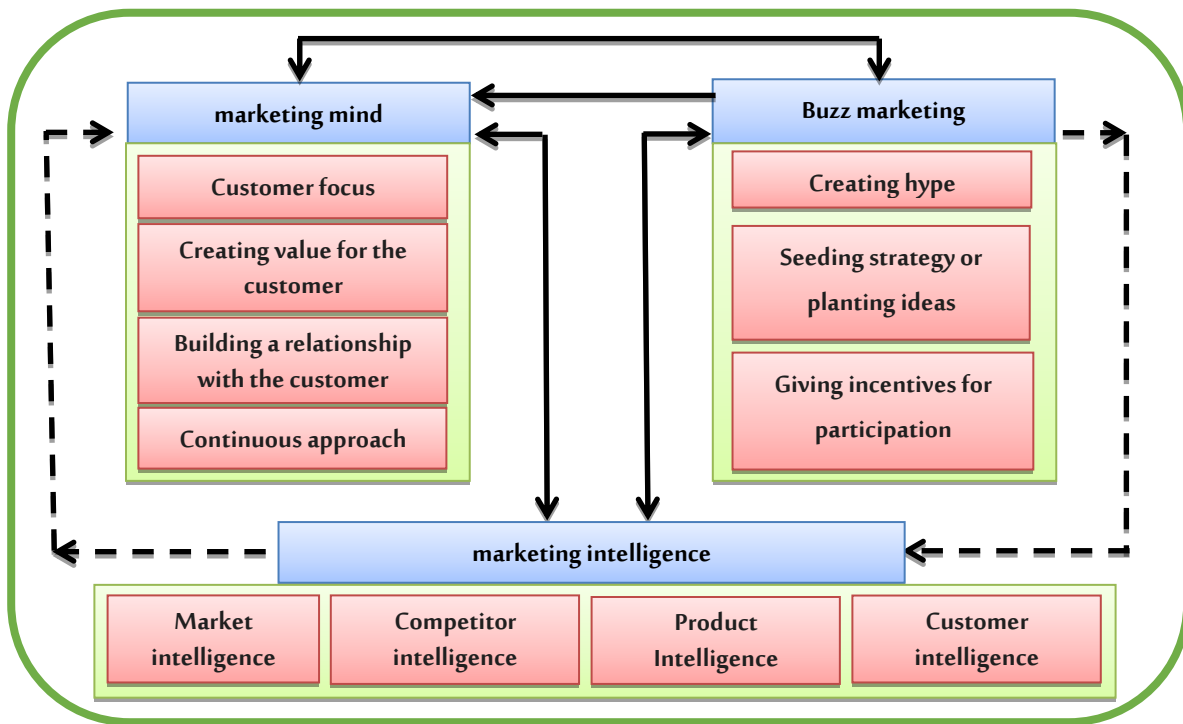 marketing mind
Customer focus
Creating value for the
customer
Building a relationship
with the customer
Continuous approach
Buzz marketing
Creating hype
Seeding strategy or
planting ideas
Giving incentives for
participation
marketing intelligence
Market
intelligence
Competitor
intelligence
Product
Intelligence
Customer
intelligence